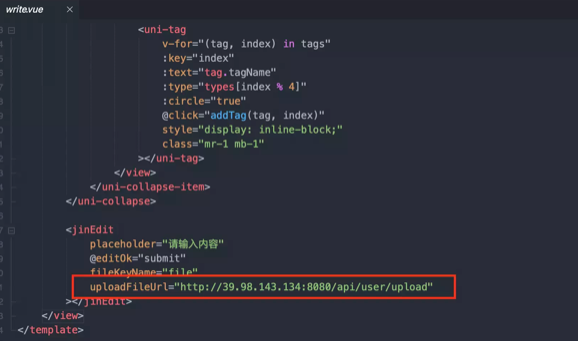 write.vue ×
<uni-tag
v-for="(tag, index) in tags"
:key="index"
:text="tag.tagName"
:type="types[index % 4]"
:circle="true"
@click="addTag(tag, index)"
style="display: inline-block;"
class="mr-1 mb-1"
></uni-tag>
</view>
</uni-collapse-item>
</uni-collapse>
<jinEdit
placeholder="请输入内容"
@editOk="submit"
fileKeyName="file"
uploadFileUrl="http://39.98.143.134:8080/api/user/upload"
></jinEdit>
</view>
</template>